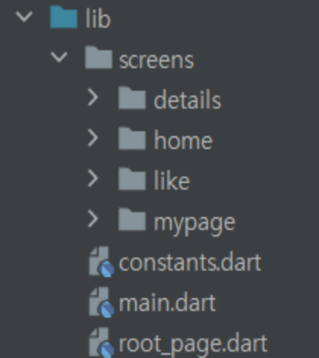 lib
screens
details
home
like
mypage
constants.dart
main.dart
root_page.dart